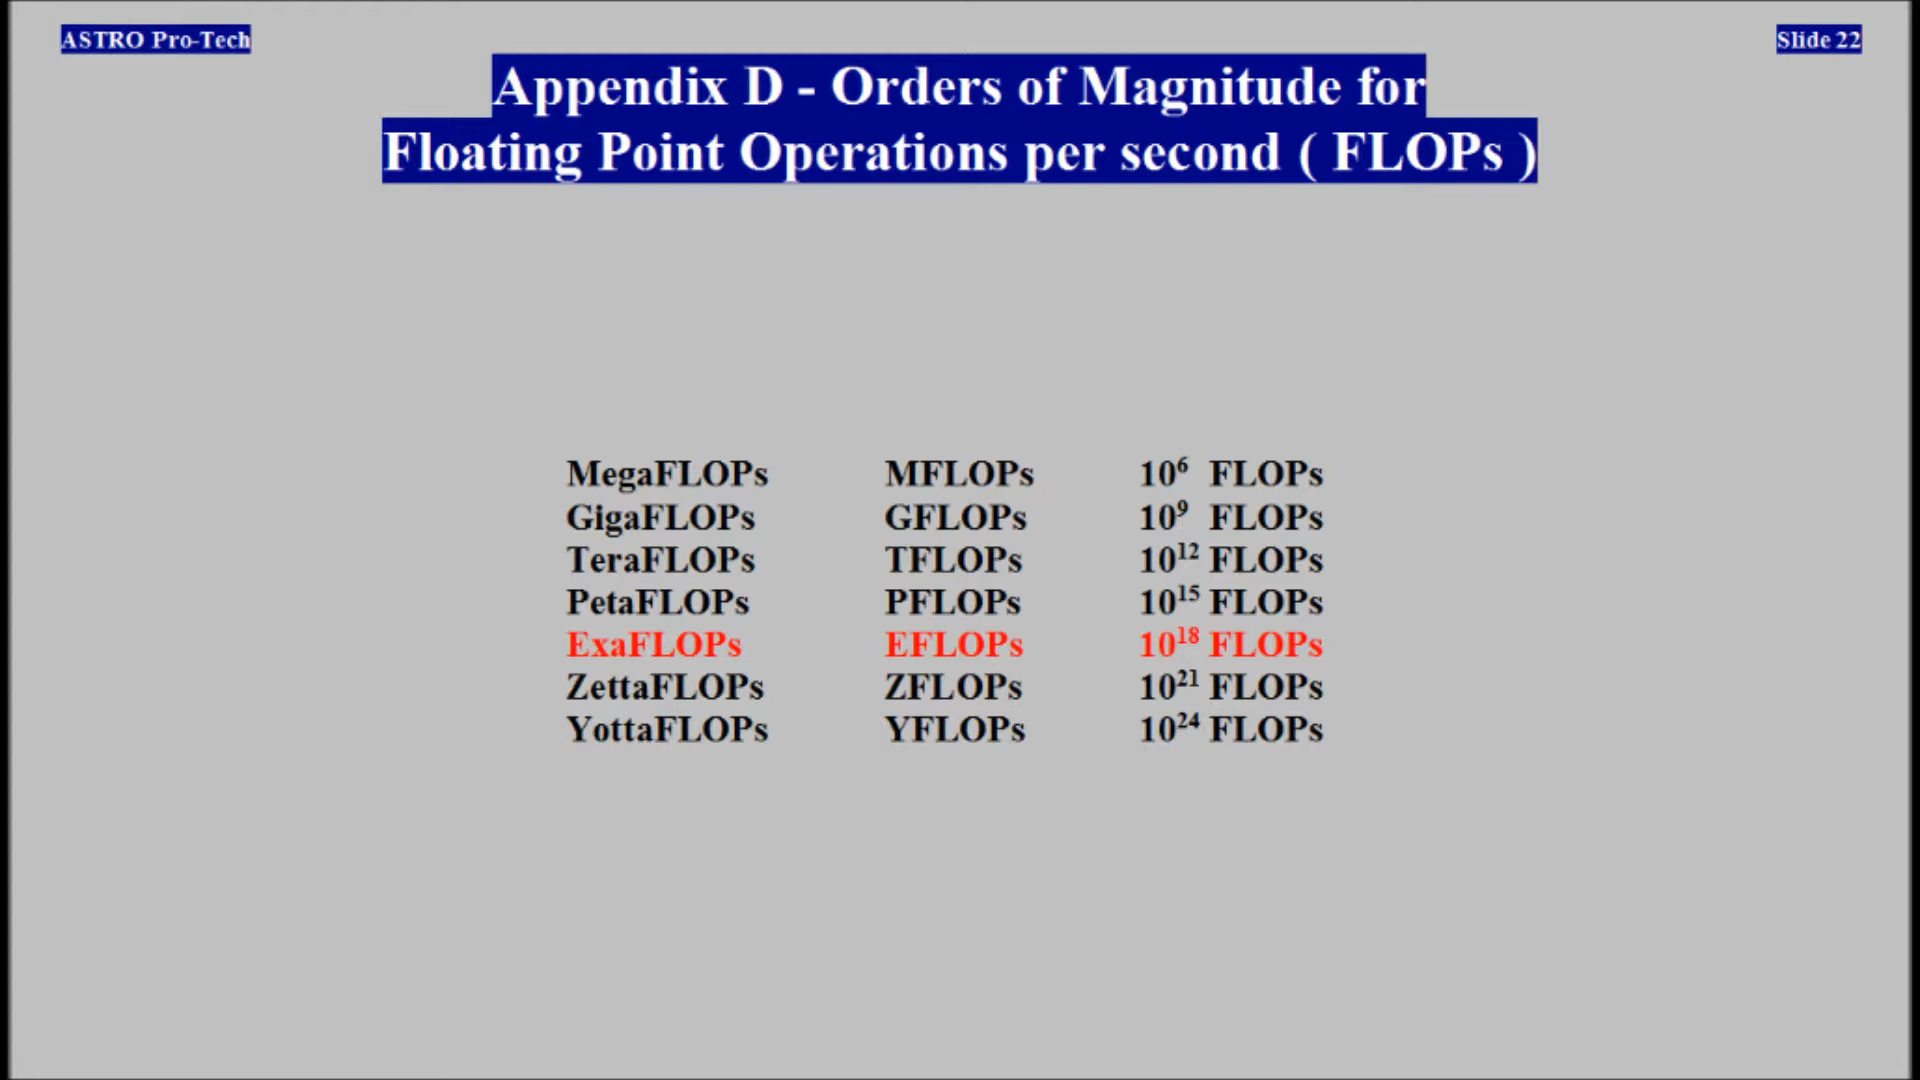 ASTRO Pro-Tech
Slide 22
Appendix D - Orders of Magnitude for
Floating Point Operations per second ( FLOPs )
MegaFLOPs MFLOPs 10⁶ FLOPs
GigaFLOPs GFLOPs 10⁹ FLOPs
TeraFLOPs TFLOPs 10¹² FLOPs
PetaFLOPs PFLOPs 10¹⁵ FLOPs
ExaFLOPs EFLOPs 10¹⁸ FLOPs
ZettaFLOPs ZFLOPs 10²¹ FLOPs
YottaFLOPs YFLOPs 10²⁴ FLOPs